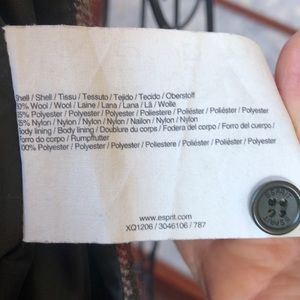 Shell / Shell / Tissu / Tessuto / Tejido / Tecido / Oberstoff
0% Wool / Wool / Laine / Lana / Lana / Lã / Wolle
5% Polyester / Polyester / Polyester / Poliestere / Poliéster / Poliéster / Polyester
5% Nylon / Nylon / Nylon / Nylon / Nailon / Nylon / Nylon
Body lining / Body lining / Doublure du corps / Fodera del corpo / Forro del cuerpo /
Forro do corpo / Rumpffutter
00% Polyester / Polyester / Polyester / Poliestere / Poliéster / Poliéster / Polyester
www.esprit.com
XQ1206 / 3046106 / 787
ESPRIT